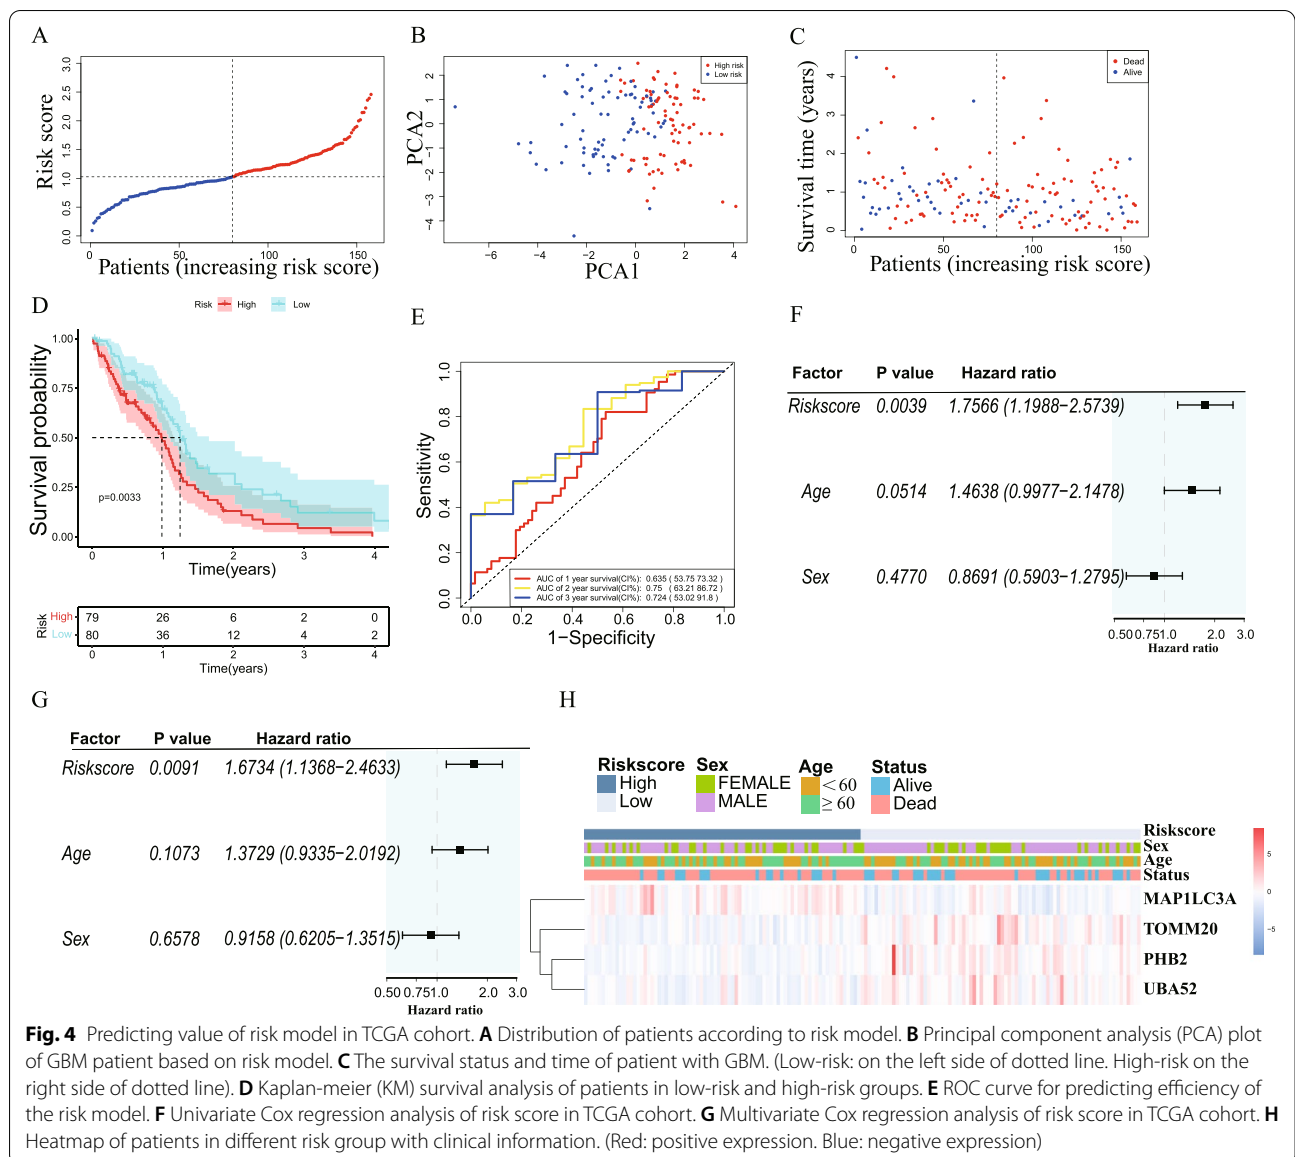 A
Risk score
3.0
2.5
2.0
1.5
1.0
0.5
0.0
0 50 100 150
Patients (increasing risk score)
B
PCA2
2
1
0
−1
−2
−3
−4
High risk
Low risk
−6 −4 −2 0 2 4
PCA1
C
Survival time (years)
4
3
2
1
0
Dead
Alive
0 50 100 150
Patients (increasing risk score)
D
Risk High Low
Survival probability
1.00
0.75
0.50
0.25
0.00
p=0.0033
0 1 2 3 4
Time(years)
Risk
High 79 26 6 2 0
Low 80 36 12 4 2
0 1 2 3 4
Time(years)
E
Sensitivity
1.0
0.8
0.6
0.4
0.2
0.0
AUC of 1 year survival(CI%): 0.635 ( 53.75 73.32 )
AUC of 2 year survival(CI%): 0.75 ( 63.21 86.72 )
AUC of 3 year survival(CI%): 0.724 ( 53.02 91.8 )
0.0 0.2 0.4 0.6 0.8 1.0
1−Specificity
F
Factor P value Hazard ratio
Riskscore 0.0039 1.7566 (1.1988−2.5739)
Age 0.0514 1.4638 (0.9977−2.1478)
Sex 0.4770 0.8691 (0.5903−1.2795)
0.50 0.75 1.0 2.0 3.0
Hazard ratio
G
Factor P value Hazard ratio
Riskscore 0.0091 1.6734 (1.1368−2.4633)
Age 0.1073 1.3729 (0.9335−2.0192)
Sex 0.6578 0.9158 (0.6205−1.3515)
0.50 0.75 1.0 2.0 3.0
Hazard ratio
H
Riskscore Sex Age Status
High FEMALE <60 Alive
Low MALE ≥60 Dead
Riskscore
Sex
Age
Status
MAP1LC3A
TOMM20
PHB2
UBA52
5
0
−5
Fig. 4 Predicting value of risk model in TCGA cohort. A Distribution of patients according to risk model. B Principal component analysis (PCA) plot
of GBM patient based on risk model. C The survival status and time of patient with GBM. (Low-risk: on the left side of dotted line. High-risk on the
right side of dotted line). D Kaplan-meier (KM) survival analysis of patients in low-risk and high-risk groups. E ROC curve for predicting efficiency of
the risk model. F Univariate Cox regression analysis of risk score in TCGA cohort. G Multivariate Cox regression analysis of risk score in TCGA cohort. H
Heatmap of patients in different risk group with clinical information. (Red: positive expression. Blue: negative expression)